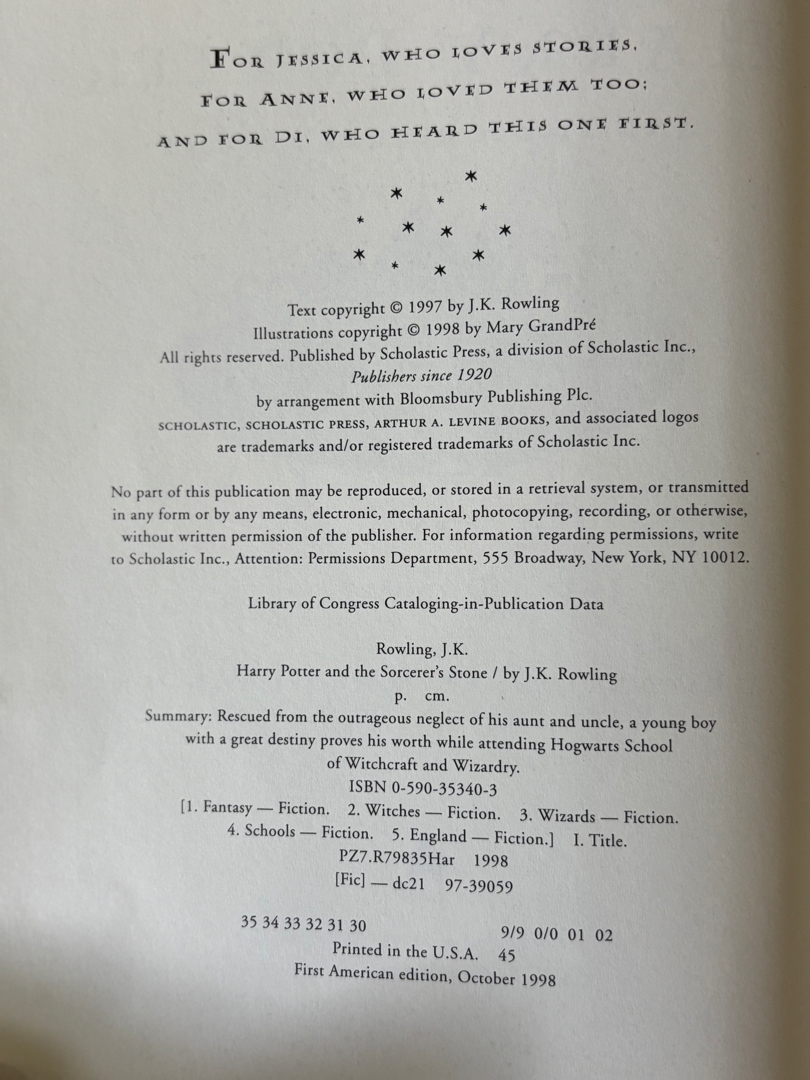 FOR JESSICA, WHO LOVES STORIES,
FOR ANNE, WHO LOVED THEM TOO;
AND FOR DI, WHO HEARD THIS ONE FIRST.
Text copyright © 1997 by J.K. Rowling
Illustrations copyright © 1998 by Mary GrandPré
All rights reserved. Published by Scholastic Press, a division of Scholastic Inc.,
Publishers since 1920
by arrangement with Bloomsbury Publishing Plc.
SCHOLASTIC, SCHOLASTIC PRESS, ARTHUR A. LEVINE BOOKS, and associated logos
are trademarks and/or registered trademarks of Scholastic Inc.
No part of this publication may be reproduced, or stored in a retrieval system, or transmitted
in any form or by any means, electronic, mechanical, photocopying, recording, or otherwise,
without written permission of the publisher. For information regarding permissions, write
to Scholastic Inc., Attention: Permissions Department, 555 Broadway, New York, NY 10012.
Library of Congress Cataloging-in-Publication Data
Rowling, J.K.
Harry Potter and the Sorcerer's Stone / by J.K. Rowling
p. cm.
Summary: Rescued from the outrageous neglect of his aunt and uncle, a young boy
with a great destiny proves his worth while attending Hogwarts School
of Witchcraft and Wizardry.
ISBN 0-590-35340-3
[1. Fantasy — Fiction. 2. Witches — Fiction. 3. Wizards — Fiction.
4. Schools — Fiction. 5. England — Fiction.] I. Title.
PZ7.R79835Har 1998
[Fic] — dc21 97-39059
35 34 33 32 31 30 9/9 0/0 01 02
Printed in the U.S.A. 45
First American edition, October 1998